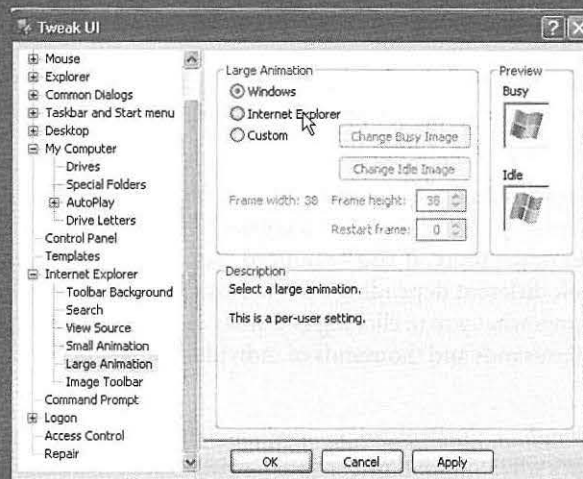 Tweak UI
Mouse
Explorer
Common Dialogs
Taskbar and Start menu
Desktop
My Computer
Drives
Special Folders
AutoPlay
Drive Letters
Control Panel
Templates
Internet Explorer
Toolbar Background
Search
View Source
Small Animation
Large Animation
Image Toolbar
Command Prompt
Logon
Access Control
Repair
Large Animation
Windows
Internet Explorer
Custom
Change Busy Image
Change Idle Image
Frame width: 38 Frame height: 38
Restart frame: 0
Preview
Busy
Idle
Description
Select a large animation.
This is a per-user setting.
OK
Cancel
Apply